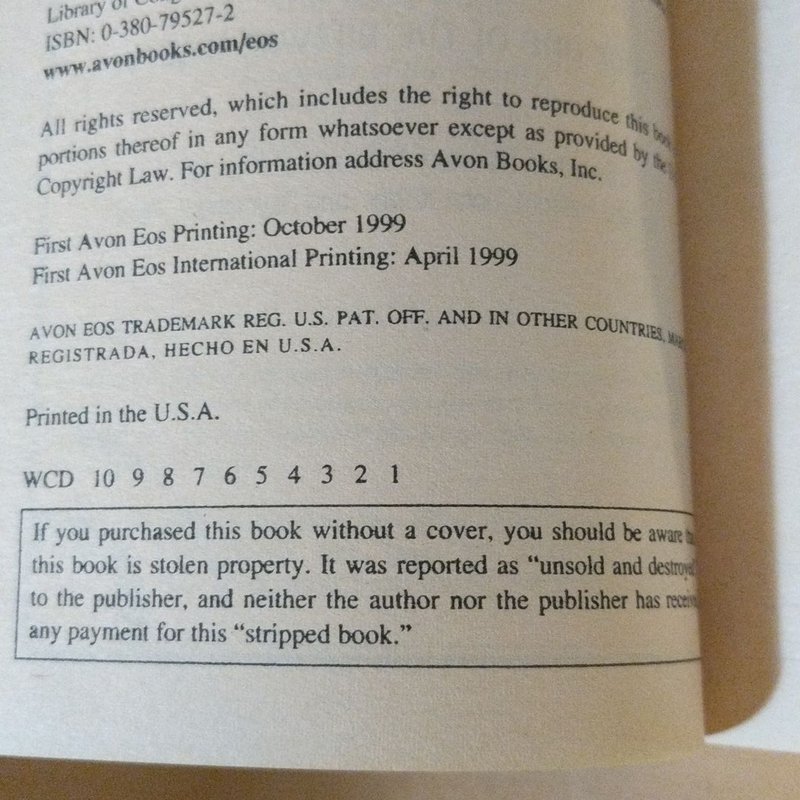 Library of
ISBN: 0-380-79527-2
www.avonbooks.com/eos
All rights reserved, which includes the right to reproduce this
portions thereof in any form whatsoever except as provided by the
Copyright Law. For information address Avon Books, Inc.
First Avon Eos Printing: October 1999
First Avon Eos International Printing: April 1999
AVON EOS TRADEMARK REG. U.S. PAT. OFF. AND IN OTHER COUNTRIES,
REGISTRADA, HECHO EN U.S.A.
Printed in the U.S.A.
WCD 10 9 8 7 6 5 4 3 2 1
If you purchased this book without a cover, you should be aware
this book is stolen property. It was reported as “unsold and
to the publisher, and neither the author nor the publisher has
any payment for this “stripped book.”